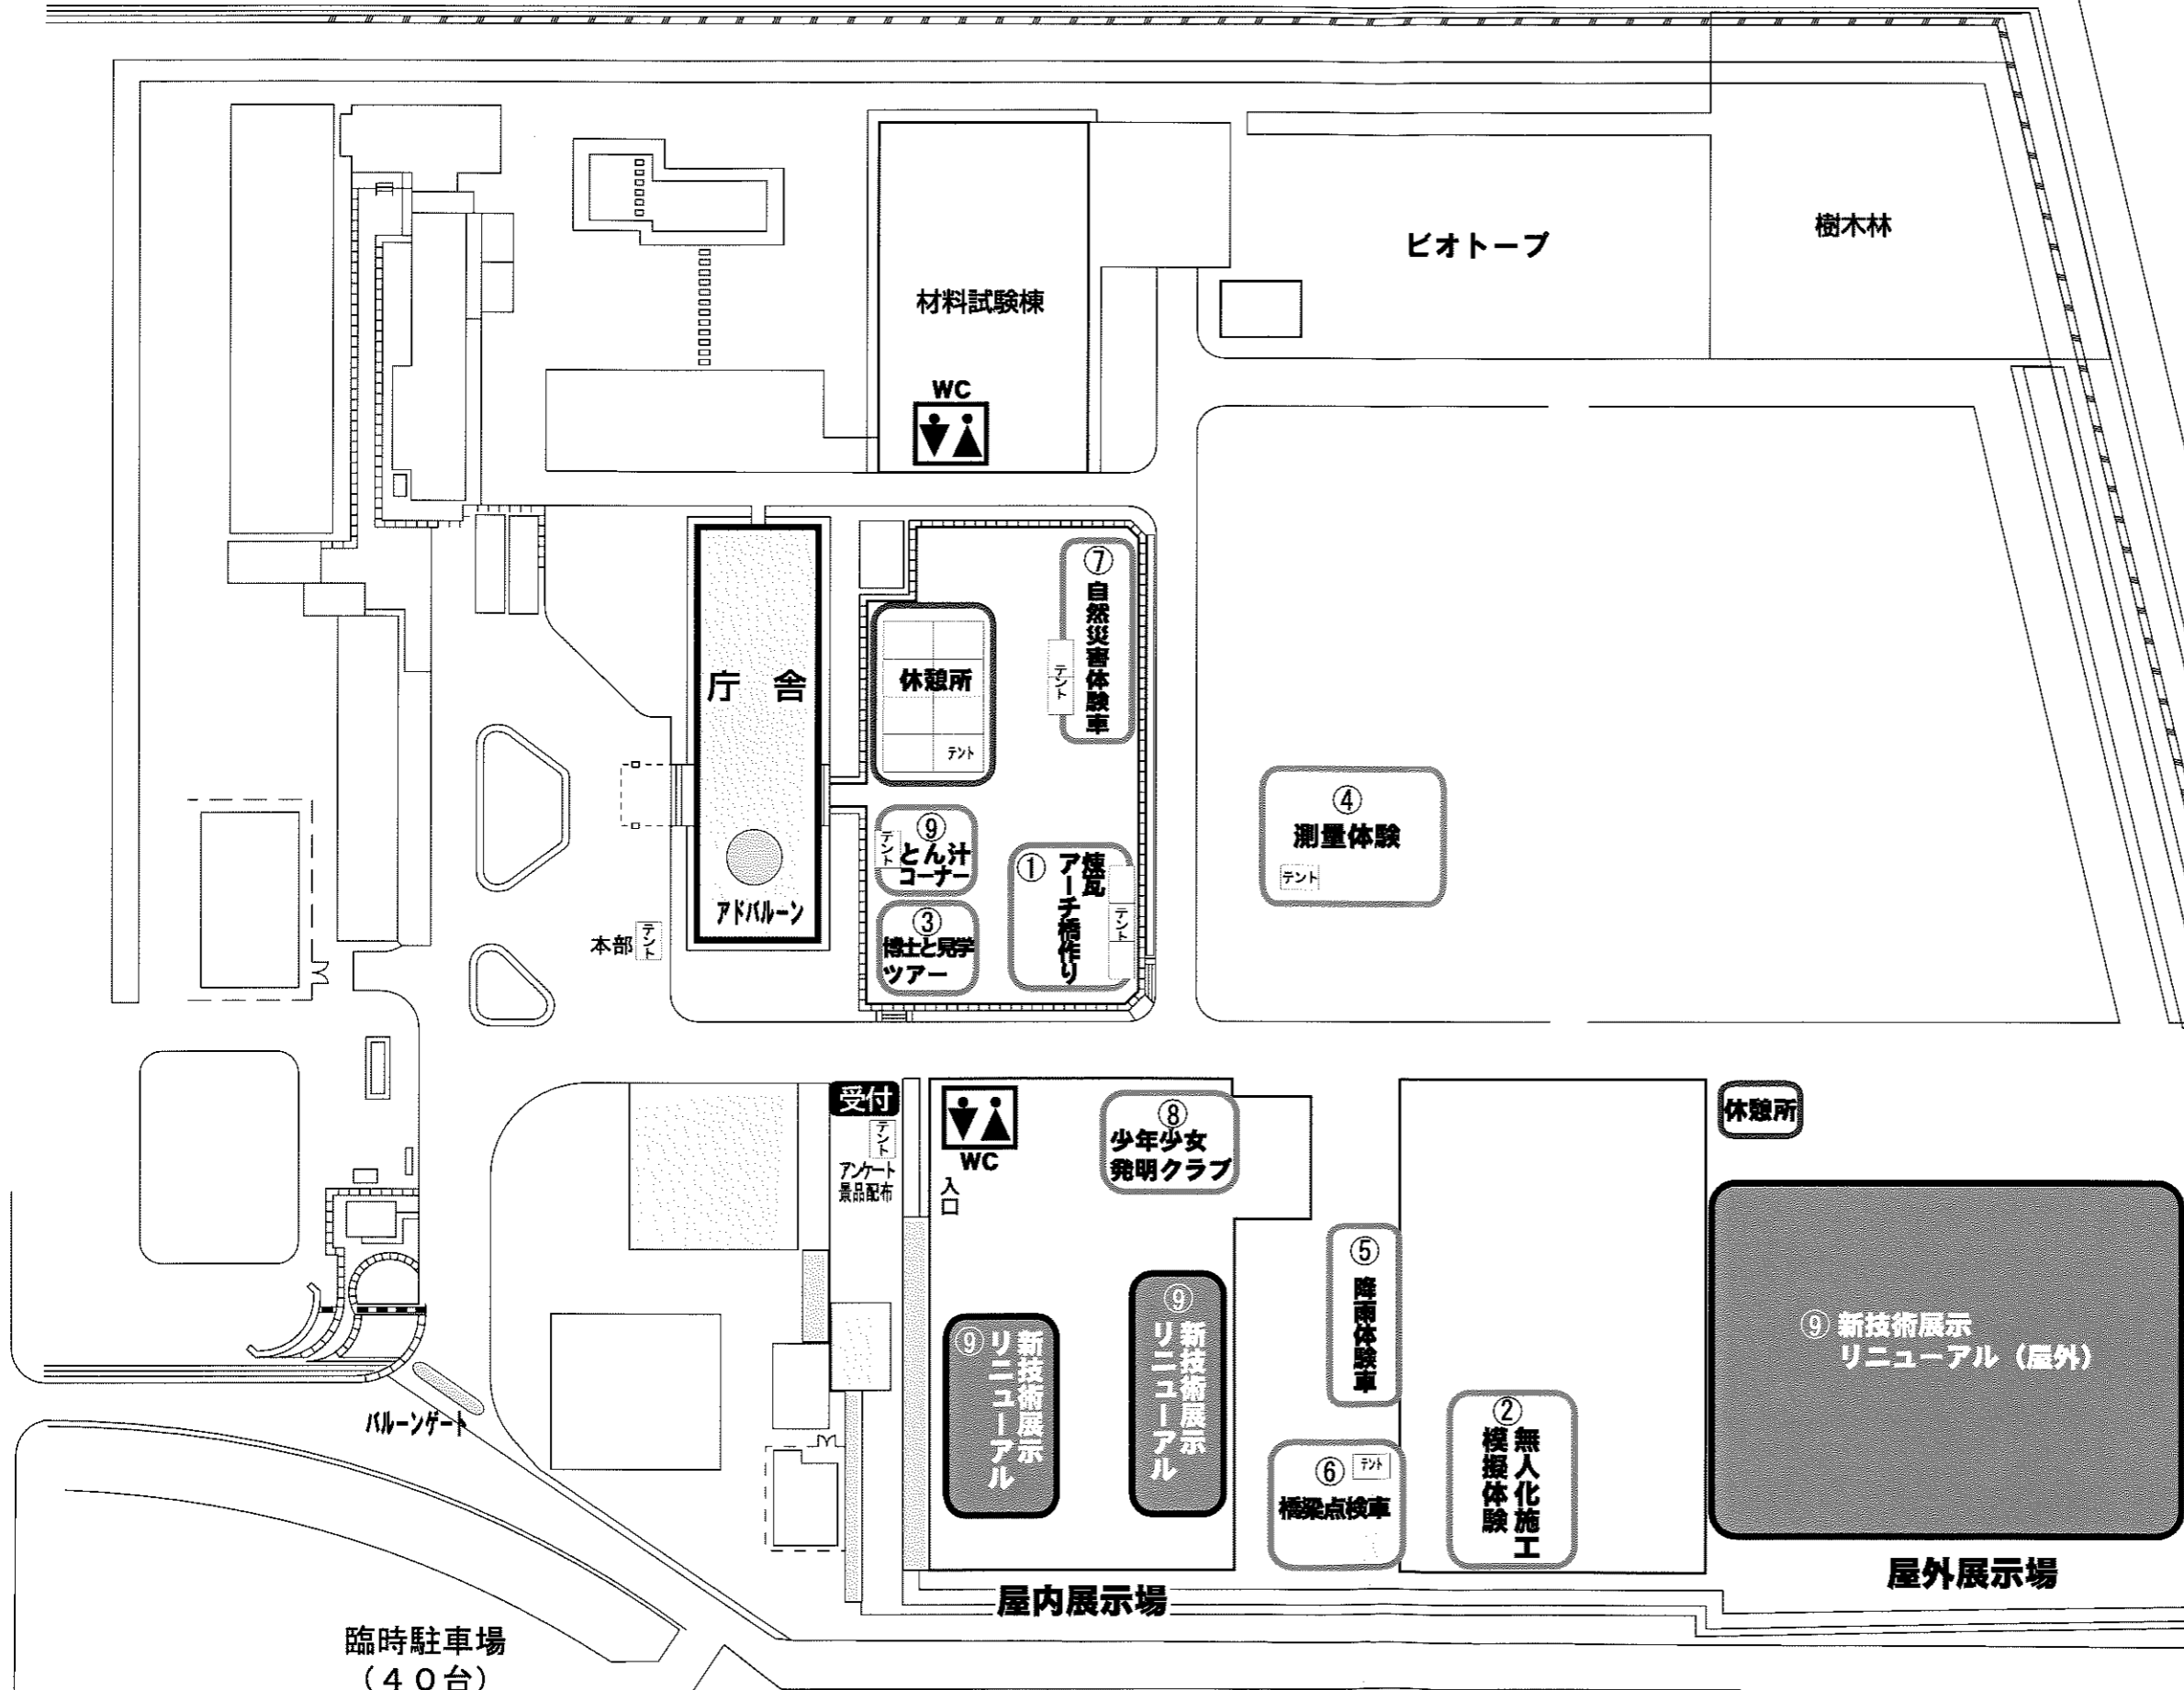 ビオトープ
樹木林
材料試験棟
WC
⑦
自然災害体験車
テント
庁 舎
休憩所
テント
④
測量体験
テント
⑨
とん汁
コーナー
テント
①
煉瓦
アーチ橋作り
テント
アドバルーン
③
博士と見学
ツアー
本部
テント
受付
テント
アンケート
景品配布
WC
入口
⑧
少年少女
発明クラブ
休憩所
⑤
降雨体験車
⑨
新技術展示
リニューアル
⑨
新技術展示
リニューアル
⑨ 新技術展示
リニューアル（屋外）
②
無人化施工
模擬体験
⑥
テント
橋梁点検車
バルーンゲート
屋内展示場
屋外展示場
臨時駐車場
（４０台）